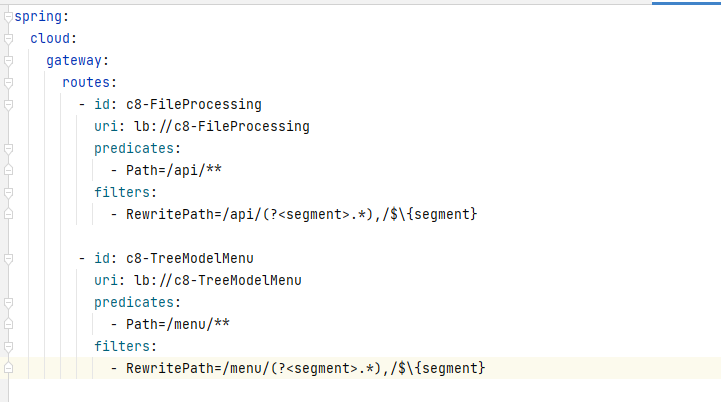 spring:
  cloud:
    gateway:
      routes:
        - id: c8-FileProcessing
          uri: lb://c8-FileProcessing
          predicates:
            - Path=/api/**
          filters:
            - RewritePath=/api/(?<segment>.*),/$\{segment}
        - id: c8-TreeModelMenu
          uri: lb://c8-TreeModelMenu
          predicates:
            - Path=/menu/**
          filters:
            - RewritePath=/menu/(?<segment>.*),/$\{segment}